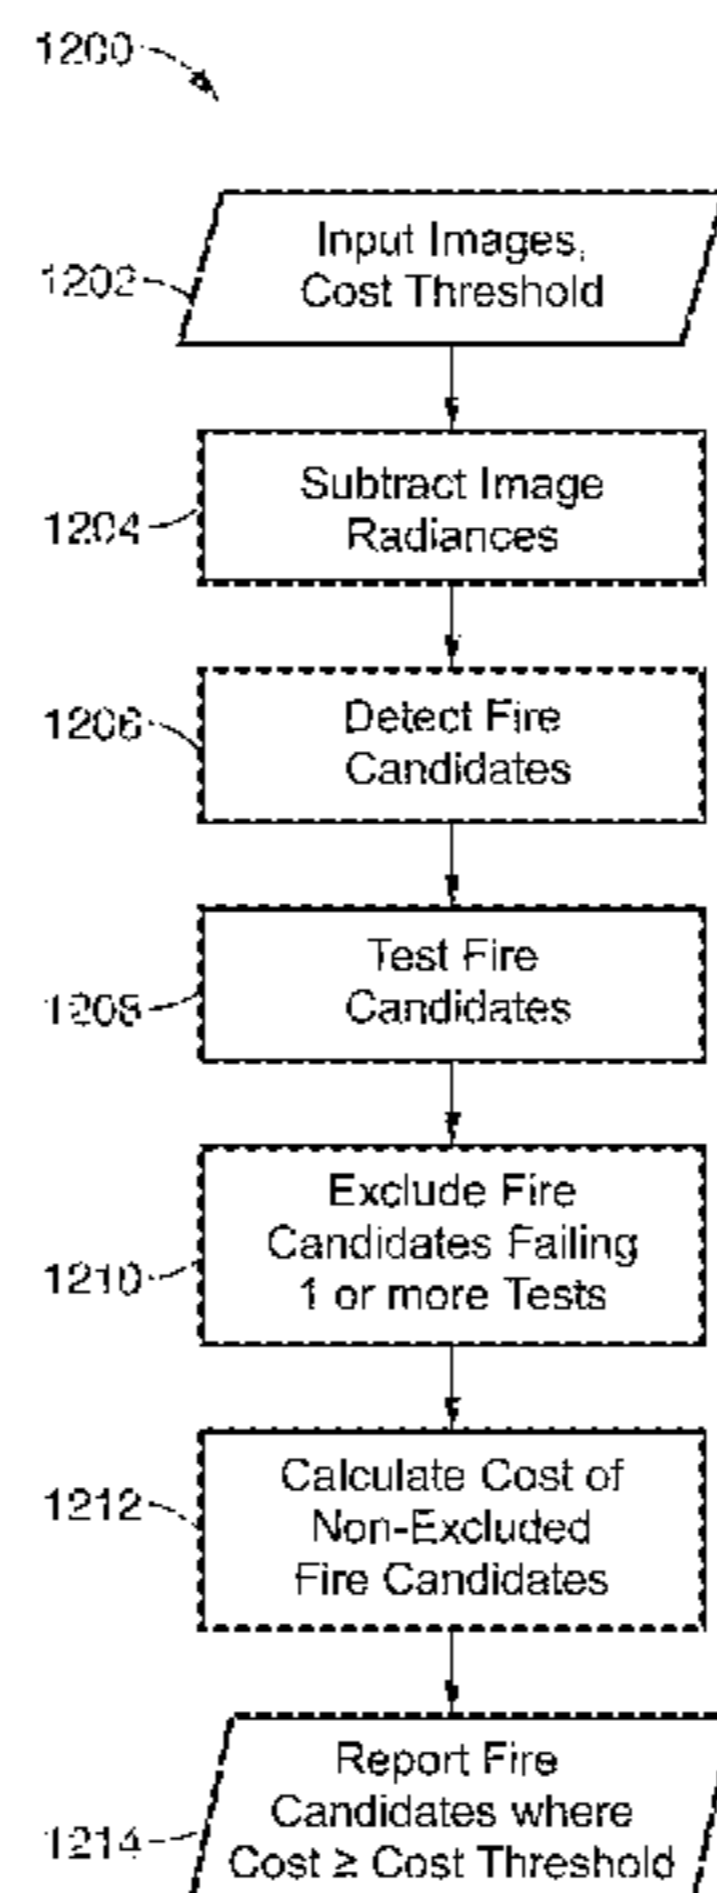 1200
Input Images,
Cost Threshold
1202
Subtract Image
Radiances
1204
Detect Fire
Candidates
1206
Test Fire
Candidates
1208
Exclude Fire
Candidates Failing
1 or more Tests
1210
Calculate Cost of
Non-Excluded
Fire Candidates
1212
Report Fire
Candidates where
Cost ≥ Cost Threshold
1214